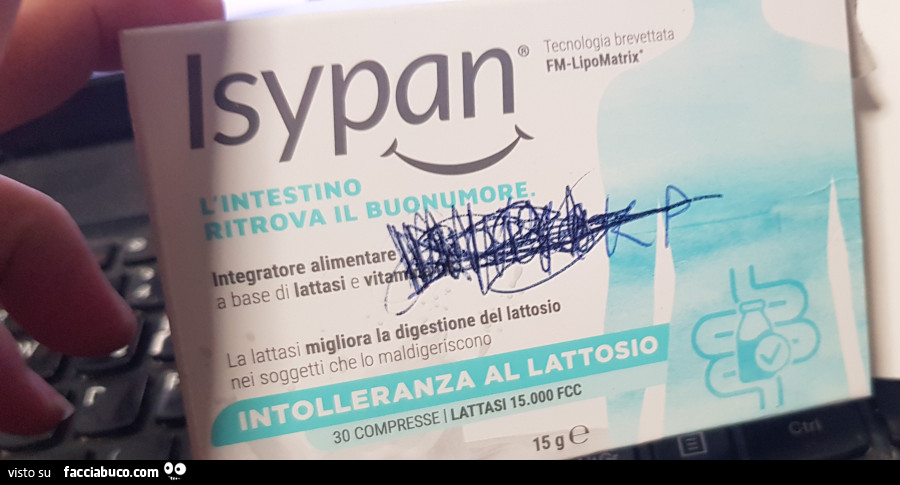 Isypan®
Tecnologia brevettata
FM-LipoMatrix®
L'INTESTINO
RITROVA IL BUONUMORE.
KP
Integratore alimentare
a base di lattasi e
La lattasi migliora la digestione del lattosio
nei soggetti che lo maldigeriscono
INTOLLERANZA AL LATTOSIO
30 COMPRESSE | LATTASI 15.000 FCC
15 g ℮
Ctrl
visto su facciabuco.com